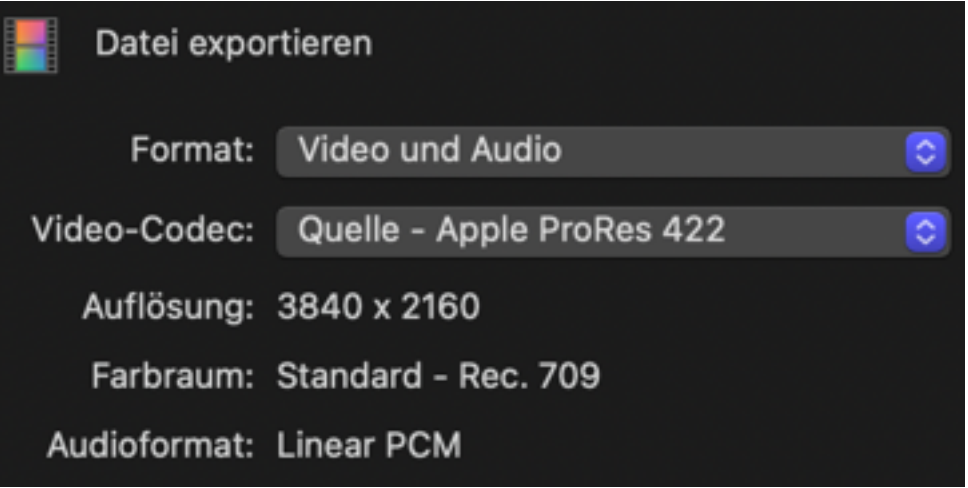 Datei exportieren
Format: Video und Audio
Video-Codec: Quelle - Apple ProRes 422
Auflösung: 3840 x 2160
Farbraum: Standard - Rec. 709
Audioformat: Linear PCM